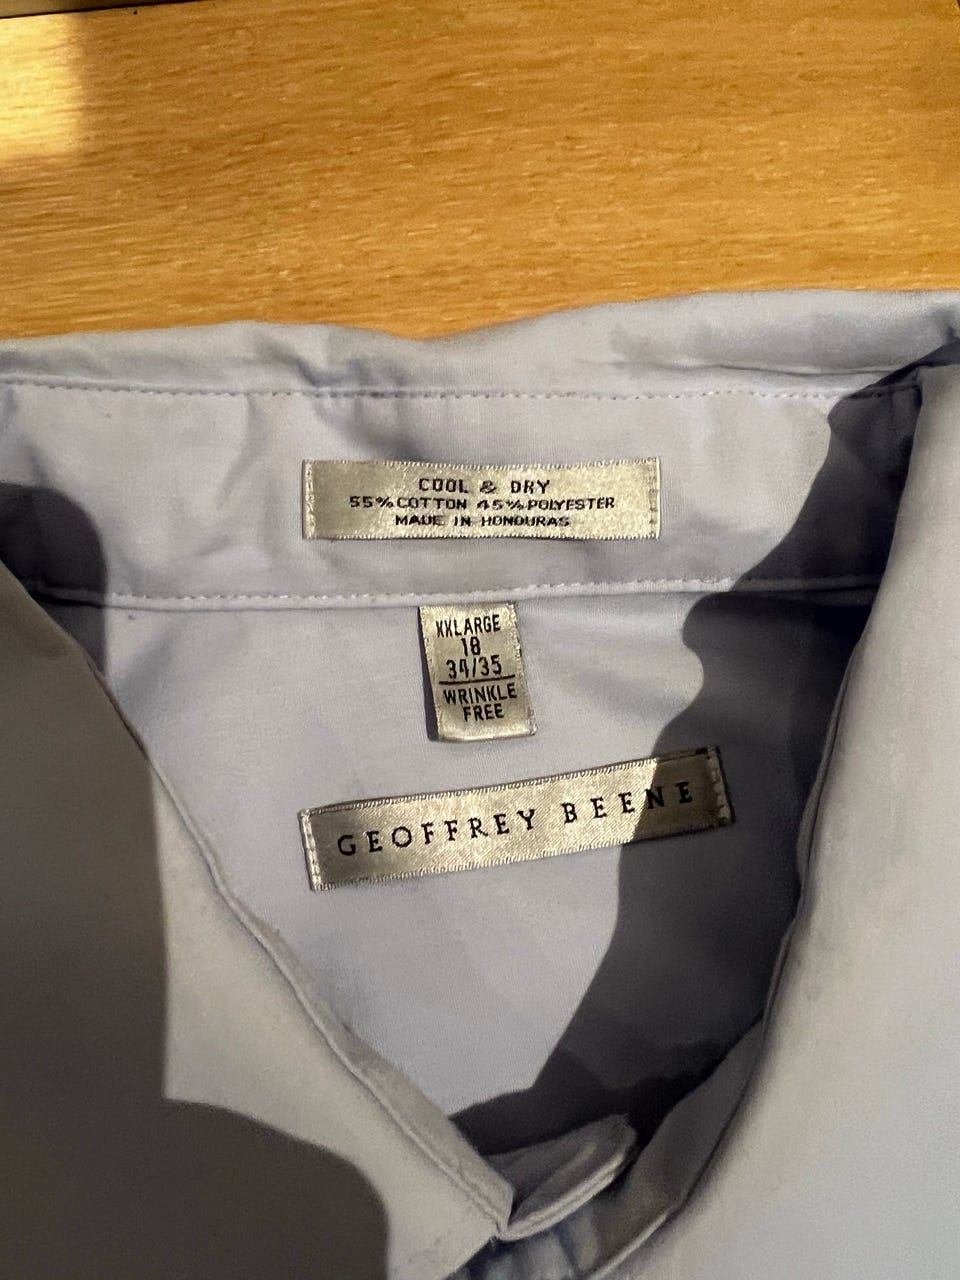 COOL & DRY
55% COTTON 45% POLYESTER
MADE IN HONDURAS
XXLARGE
18
34/35
WRINKLE
FREE
GEOFFREY BEENE